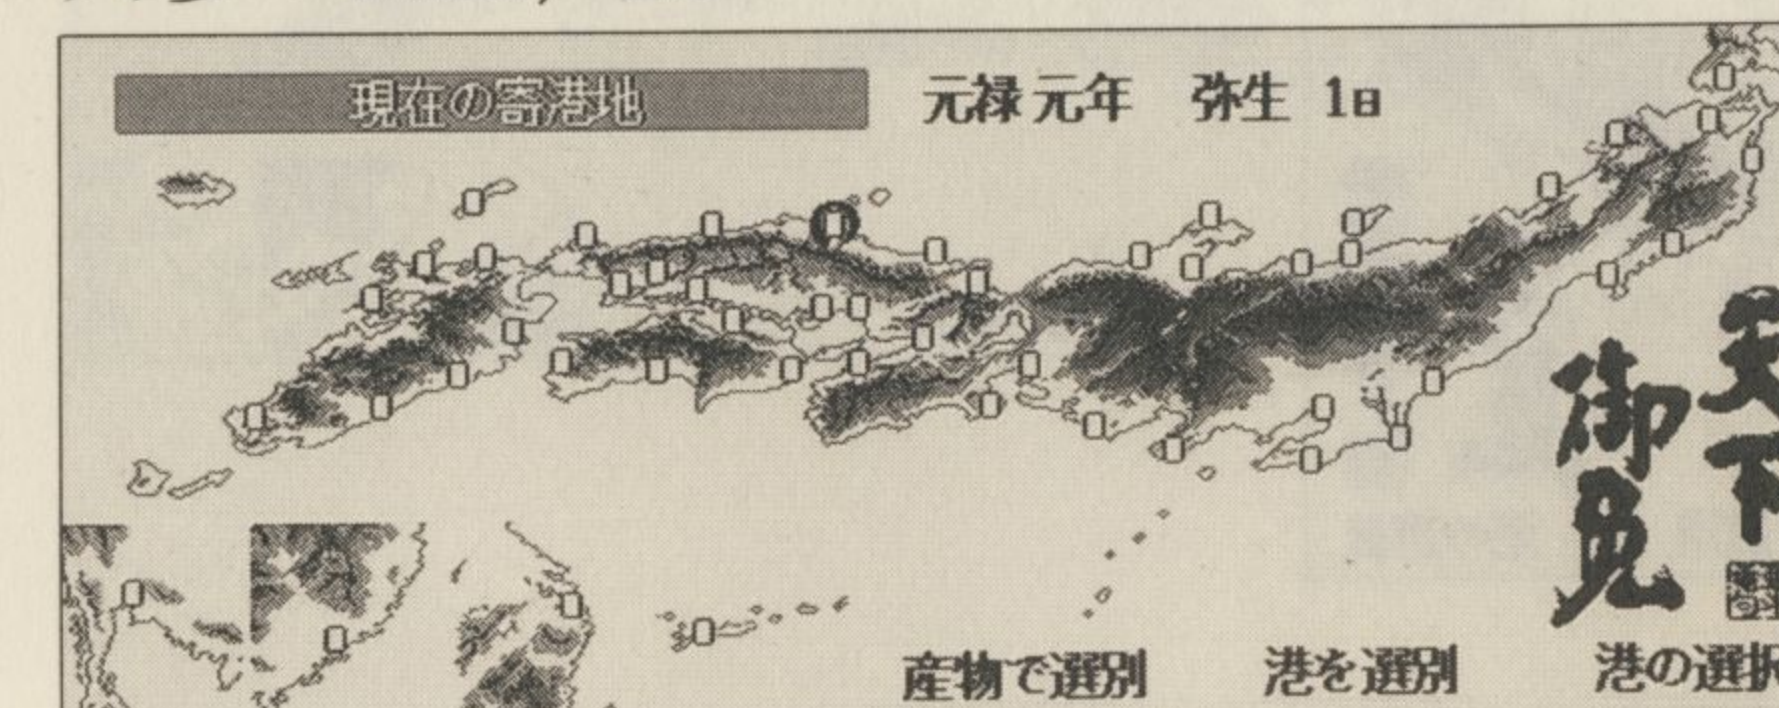 現在の寄港地
元禄元年 弥生 1日
天下
御免
産物で選別 港を選別 港の選択